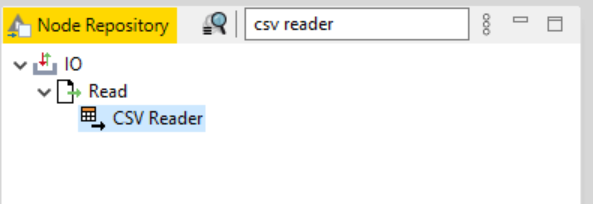 Node Repository csv reader
IO
Read
CSV Reader